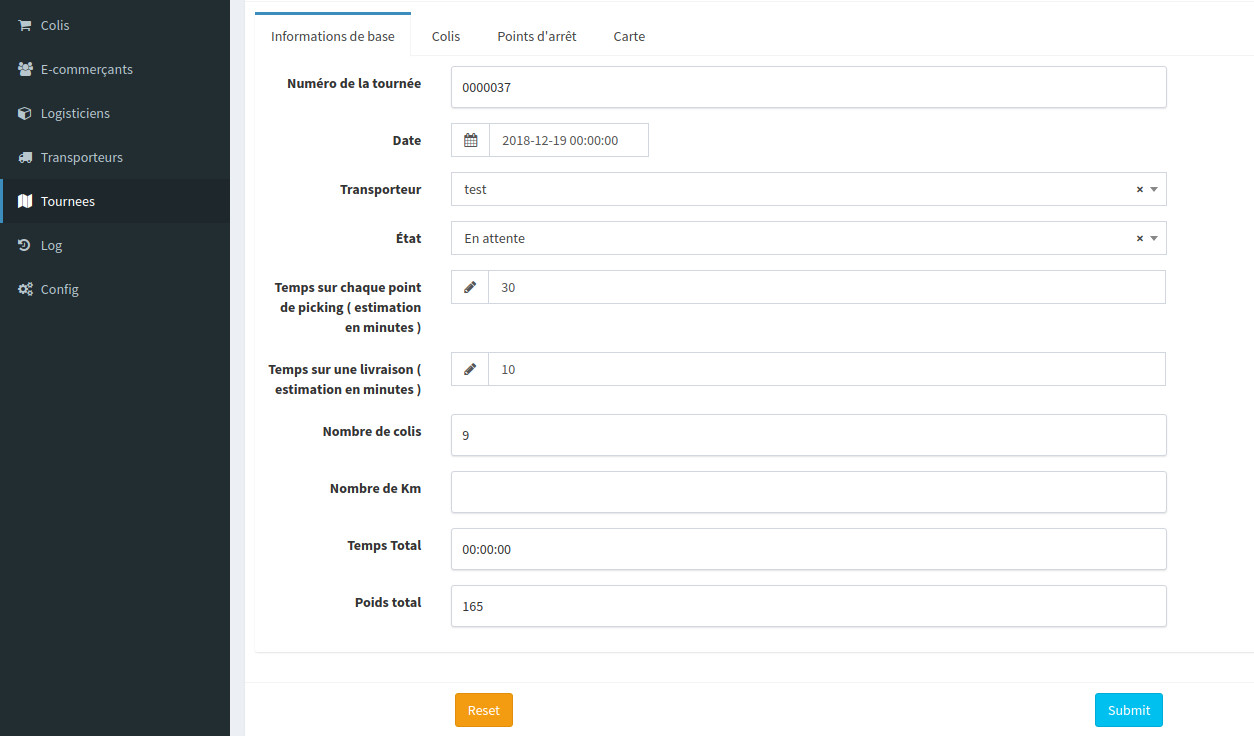 Colis
E-commerçants
Logisticiens
Transporteurs
Tournees
Log
Config
Informations de base
Colis
Points d'arrêt
Carte
Numéro de la tournée
0000037
Date
2018-12-19 00:00:00
Transporteur
test
× 
État
En attente
×
Temps sur chaque point
de picking ( estimation
en minutes )
30
Temps sur une livraison (
estimation en minutes )
10
Nombre de colis
9
Nombre de Km
Temps Total
00:00:00
Poids total
165
Reset
Submit